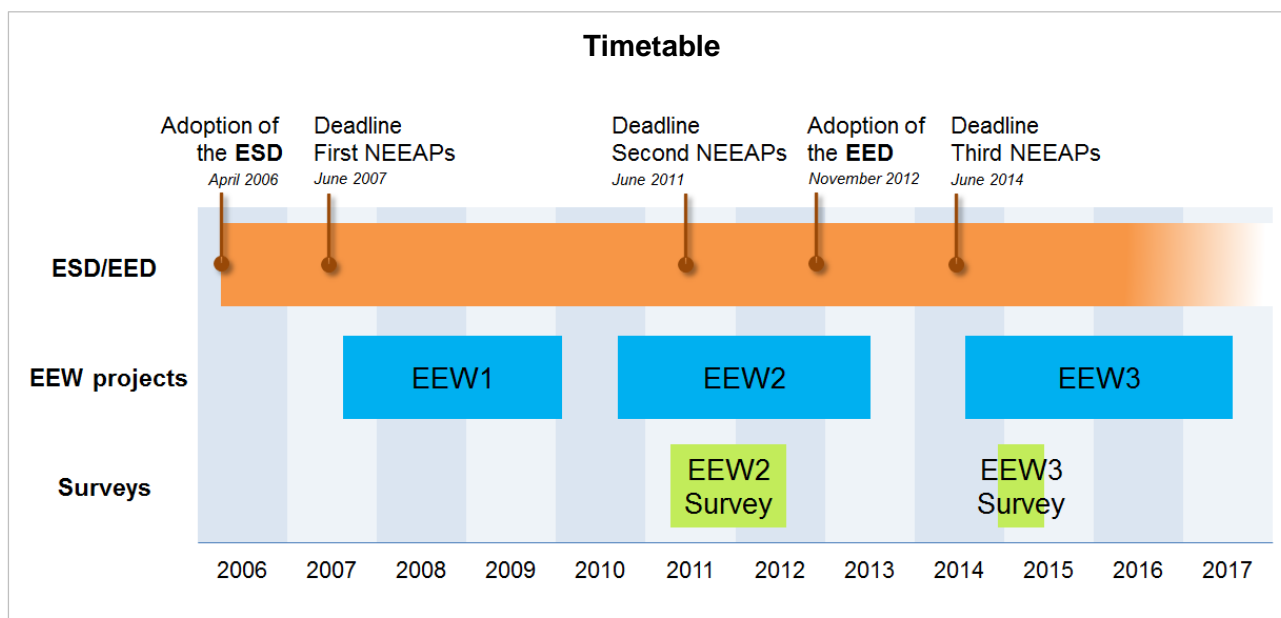 Timetable
Adoption of
the ESD
April 2006
Deadline
First NEEAPs
June 2007
Deadline
Second NEEAPs
June 2011
Adoption of
the EED
November 2012
Deadline
Third NEEAPs
June 2014
ESD/EED
EEW projects
EEW1
EEW2
EEW3
Surveys
EEW2
Survey
EEW3
Survey
2006 2007 2008 2009 2010 2011 2012 2013 2014 2015 2016 2017